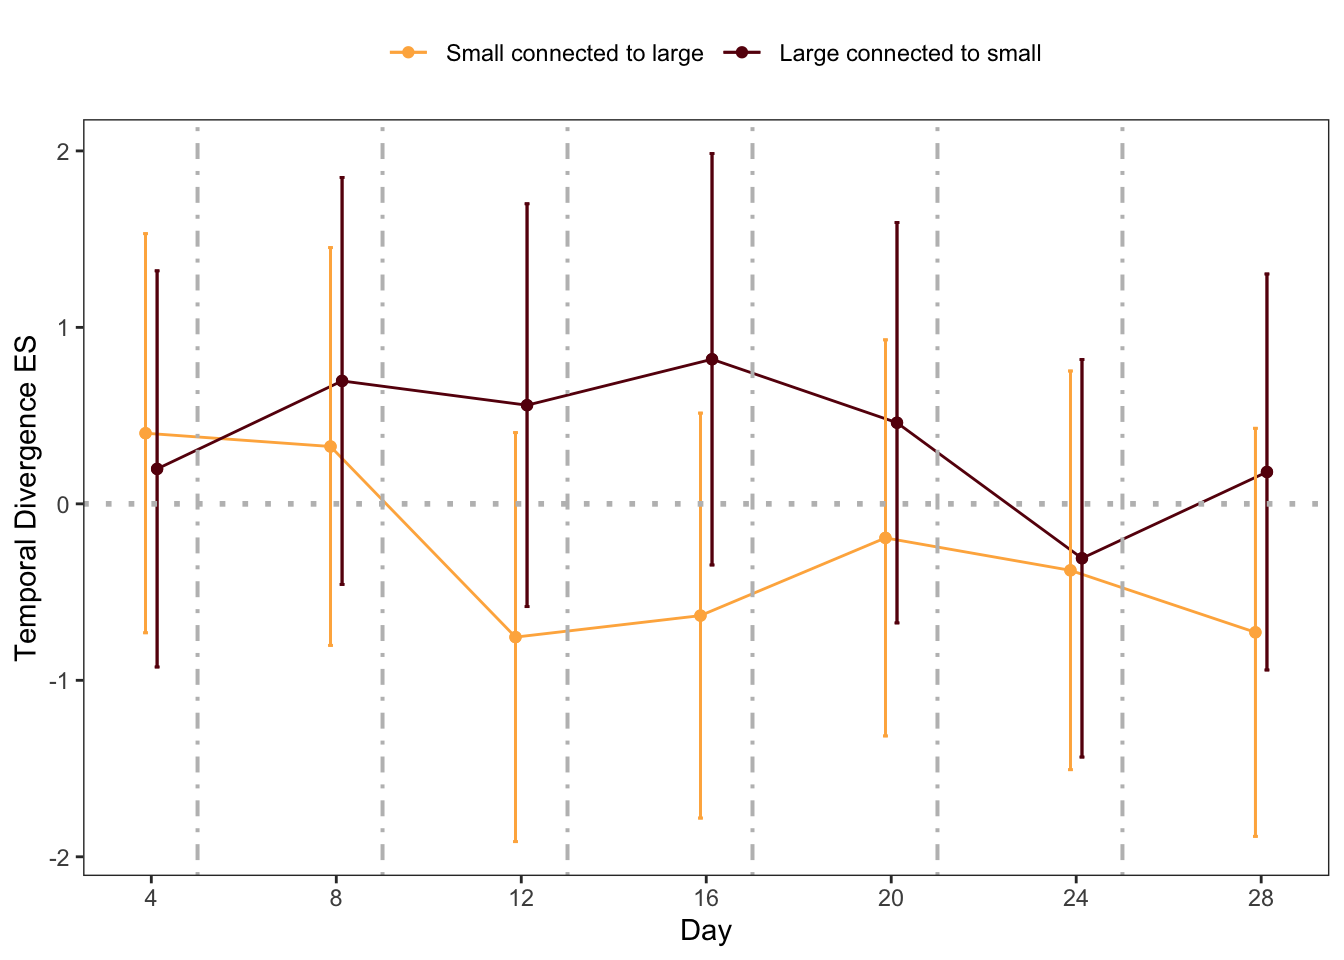 Small connected to large Large connected to small
Temporal Divergence ES
2
1
0
-1
-2
4 8 12 16 20 24 28
Day